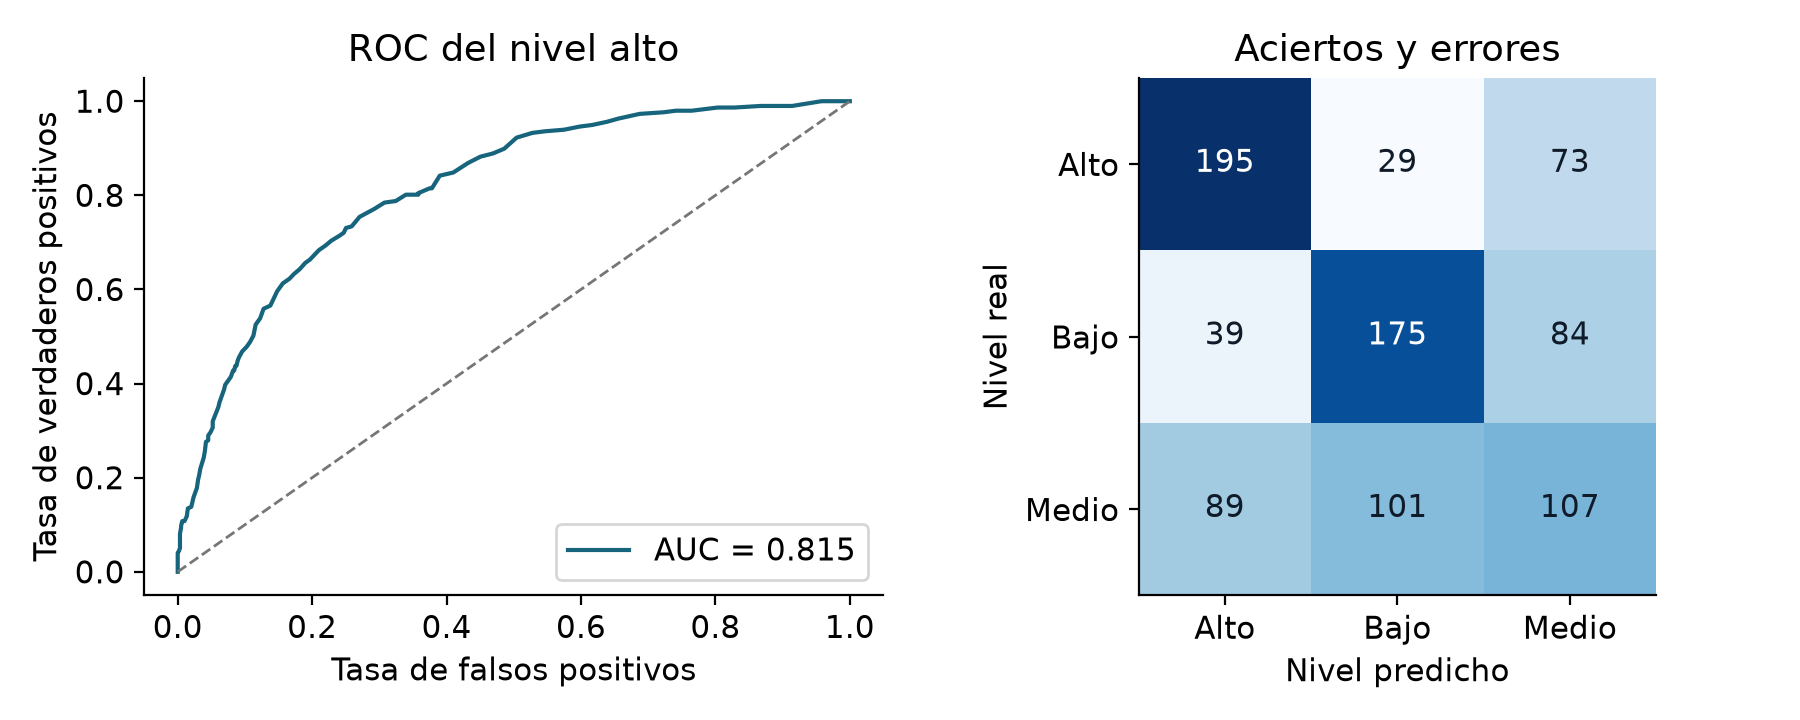 ROC del nivel alto
Tasa de verdaderos positivos
1.0
0.8
0.6
0.4
0.2
0.0
0.0 0.2 0.4 0.6 0.8 1.0
Tasa de falsos positivos
AUC = 0.815
Aciertos y errores
Nivel real
Alto 195 29 73
Bajo 39 175 84
Medio 89 101 107
Alto Bajo Medio
Nivel predicho